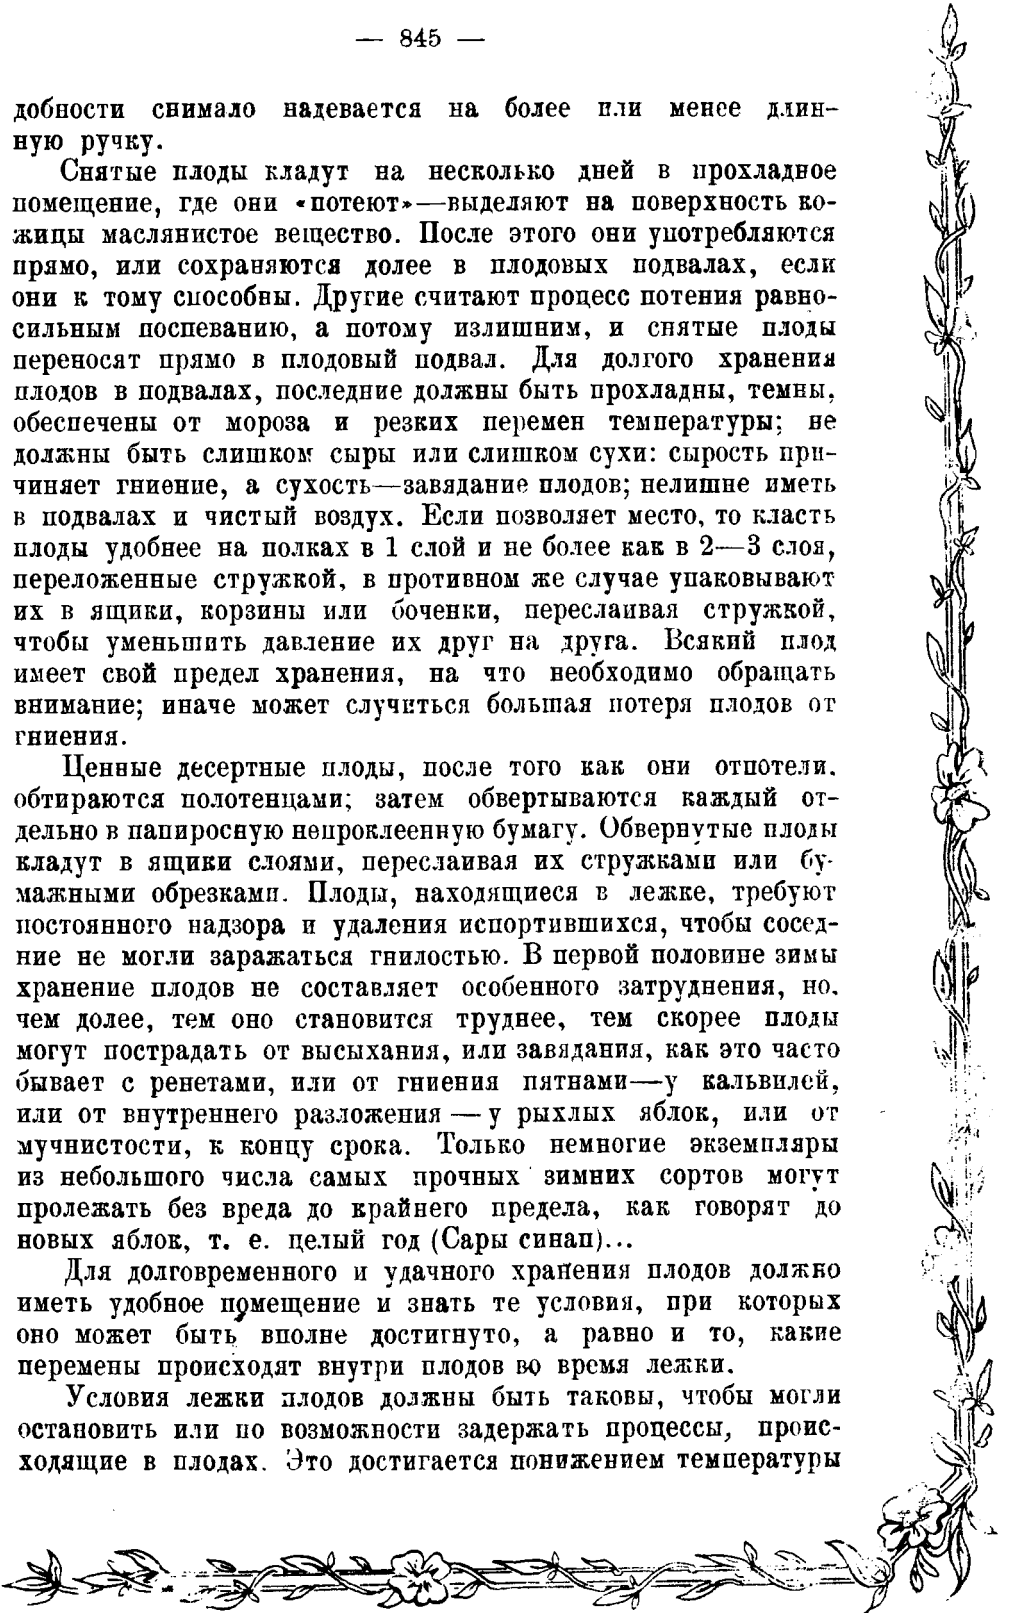 — 845 —
добности снимало надевается на более или менее длин-
ную ручку.
Снятые плоды кладут на несколько дней в прохладное
помещение, где они «потеют»—выделяют на поверхность ко-
жицы маслянистое вещество. После этого они употребляются
прямо, или сохраняются долее в плодовых подвалах, если
они к тому способны. Другие считают процесс потения равно-
сильным поспеванию, а потому излишним, и снятые плоды
переносят прямо в плодовый подвал. Для долгого хранения
плодов в подвалах, последние должны быть прохладны, темны,
обеспечены от мороза и резких перемен температуры; не
должны быть слишком сыры или слишком сухи: сырость при-
чиняет гниение, а сухость—завядание плодов; нелишне иметь
в подвалах и чистый воздух. Если позволяет место, то класть
плоды удобнее на полках в 1 слой и не более как в 2—3 слоя,
переложенные стружкой, в противном же случае упаковывают
их в ящики, корзины или боченки, переслаивая стружкой,
чтобы уменьшить давление их друг на друга. Всякий плод
имеет свой предел хранения, на что необходимо обращать
внимание; иначе может случиться большая потеря плодов от
гниения.
Ценные десертные плоды, после того как они отпотели.
обтираются полотенцами; затем обвертываются каждый от-
дельно в папиросную непроклеенную бумагу. Обвернутые плоды
кладут в ящики слоями, переслаивая их стружками или бу-
мажными обрезками. Плоды, находящиеся в лежке, требуют
постоянного надзора и удаления испортившихся, чтобы сосед-
ние не могли заражаться гнилостью. В первой половине зимы
хранение плодов не составляет особенного затруднения, но.
чем долее, тем оно становится труднее, тем скорее плоды
могут пострадать от высыхания, или завядания, как это часто
бывает с ренетами, или от гниения пятнами—у кальвилей,
или от внутреннего разложения — у рыхлых яблок, или от
мучнистости, к концу срока. Только немногие экземпляры
из небольшого числа самых прочных зимних сортов могут
пролежать без вреда до крайнего предела, как говорят до
новых яблок, т. е. целый год (Сары синап)...
Для долговременного и удачного хранения плодов должно
иметь удобное помещение и знать те условия, при которых
оно может быть вполне достигнуто, а равно и то, какие
перемены происходят внутри плодов во время лежки.
Условия лежки плодов должны быть таковы, чтобы могли
остановить или по возможности задержать процессы, проис-
ходящие в плодах. Это достигается понижением температуры